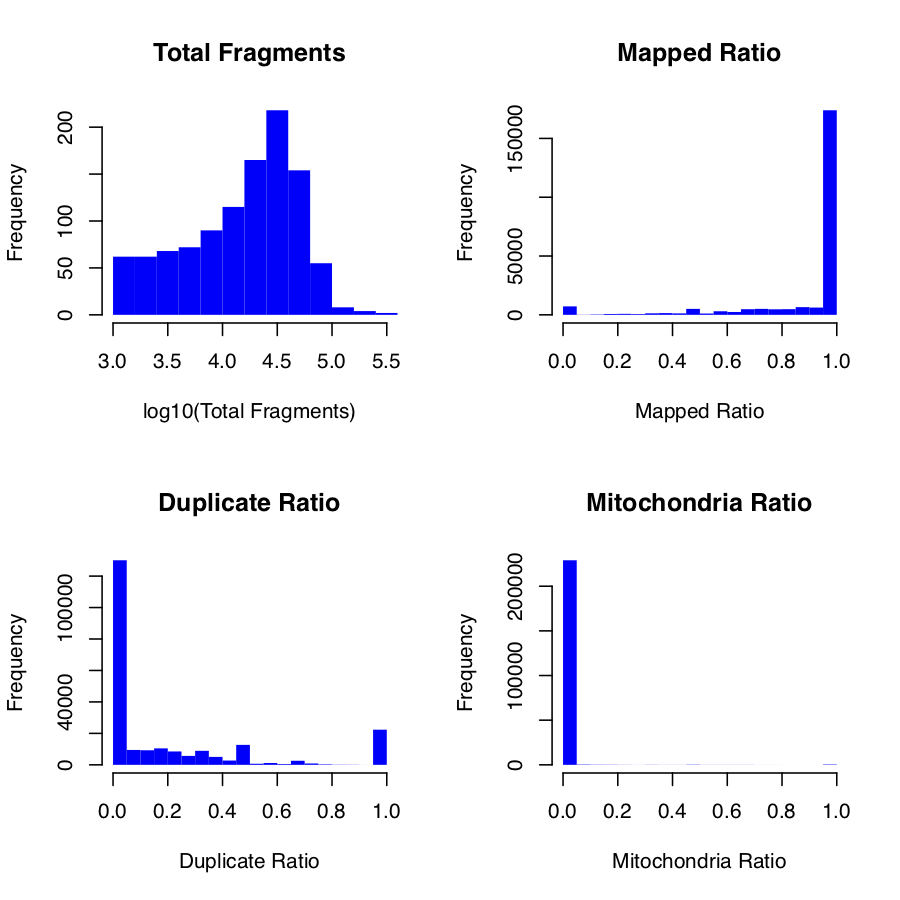 Total Fragments
Frequency
0
50
100
200
3.0 3.5 4.0 4.5 5.0 5.5
log10(Total Fragments)
Mapped Ratio
Frequency
0
50000
150000
0.0 0.2 0.4 0.6 0.8 1.0
Mapped Ratio
Duplicate Ratio
Frequency
0
40000
100000
0.0 0.2 0.4 0.6 0.8 1.0
Duplicate Ratio
Mitochondria Ratio
Frequency
0
100000
200000
0.0 0.2 0.4 0.6 0.8 1.0
Mitochondria Ratio